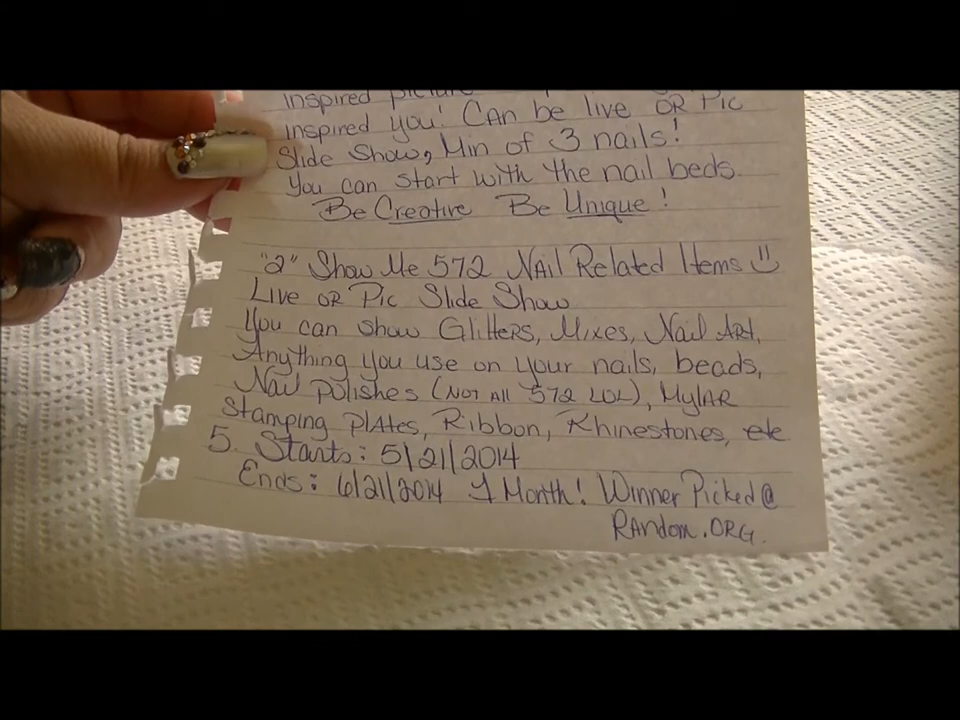 inspired picture
inspired you! Can be live OR Pic
Slide Show, Min of 3 nails!
You can start with the nail beds.
Be Creative Be Unique!
"2" Show Me 572 Nail Related Items
Live OR Pic Slide Show
You can show Glitters, Mixes, Nail Art,
Anything you use on your nails, beads,
Nail polishes (Not All 572 LOL), Mylar
Stamping plates, Ribbon, Rhinestones, etc
5. Starts: 5/21/2014
Ends: 6/21/2014 1 Month! Winner Picked @
Random.ORG.